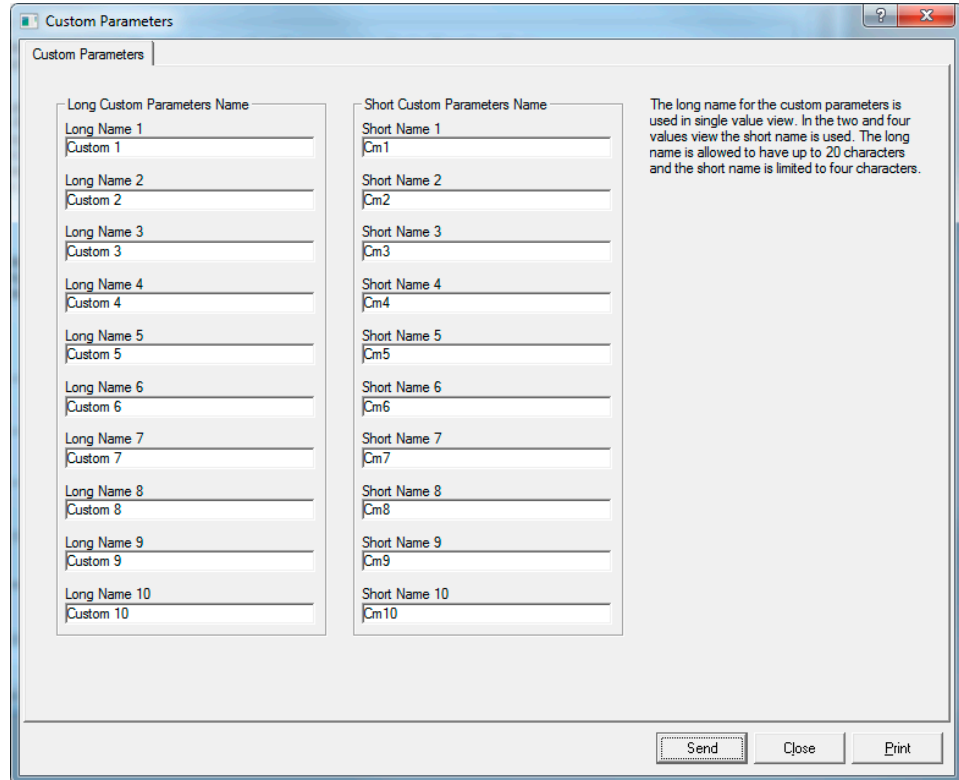 Custom Parameters
?
X
Custom Parameters
Long Custom Parameters Name
Long Name 1
Custom 1
Long Name 2
Custom 2
Long Name 3
Custom 3
Long Name 4
Custom 4
Long Name 5
Custom 5
Long Name 6
Custom 6
Long Name 7
Custom 7
Long Name 8
Custom 8
Long Name 9
Custom 9
Long Name 10
Custom 10
Short Custom Parameters Name
Short Name 1
Cm1
Short Name 2
Cm2
Short Name 3
Cm3
Short Name 4
Cm4
Short Name 5
Cm5
Short Name 6
Cm6
Short Name 7
Cm7
Short Name 8
Cm8
Short Name 9
Cm9
Short Name 10
Cm10
The long name for the custom parameters is
used in single value view. In the two and four
values view the short name is used. The long
name is allowed to have up to 20 characters
and the short name is limited to four characters.
Send
Close
Print